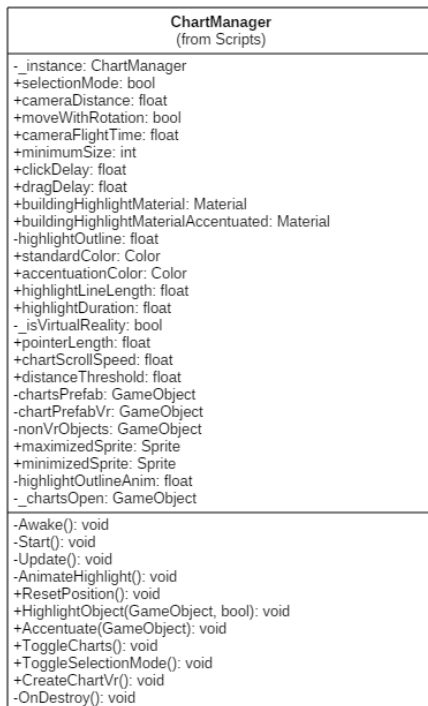 ChartManager
(from Scripts)
-_instance: ChartManager
+selectionMode: bool
+cameraDistance: float
+moveWithRotation: bool
+cameraFlightTime: float
+minimumSize: int
+clickDelay: float
+dragDelay: float
+buildingHighlightMaterial: Material
+buildingHighlightMaterialAccentuated: Material
-highlightOutline: float
+standardColor: Color
+accentuationColor: Color
+highlightLineLength: float
+highlightDuration: float
-_isVirtualReality: bool
+pointerLength: float
+chartScrollSpeed: float
+distanceThreshold: float
-chartsPrefab: GameObject
-chartPrefabVr: GameObject
-nonVrObjects: GameObject
+maximizedSprite: Sprite
+minimizedSprite: Sprite
-highlightOutlineAnim: float
-_chartsOpen: GameObject
-Awake(): void
-Start(): void
-Update(): void
-AnimateHighlight(): void
+ResetPosition(): void
+HighlightObject(GameObject, bool): void
+Accentuate(GameObject): void
+ToggleCharts(): void
+ToggleSelectionMode(): void
+CreateChartVr(): void
-OnDestroy(): void